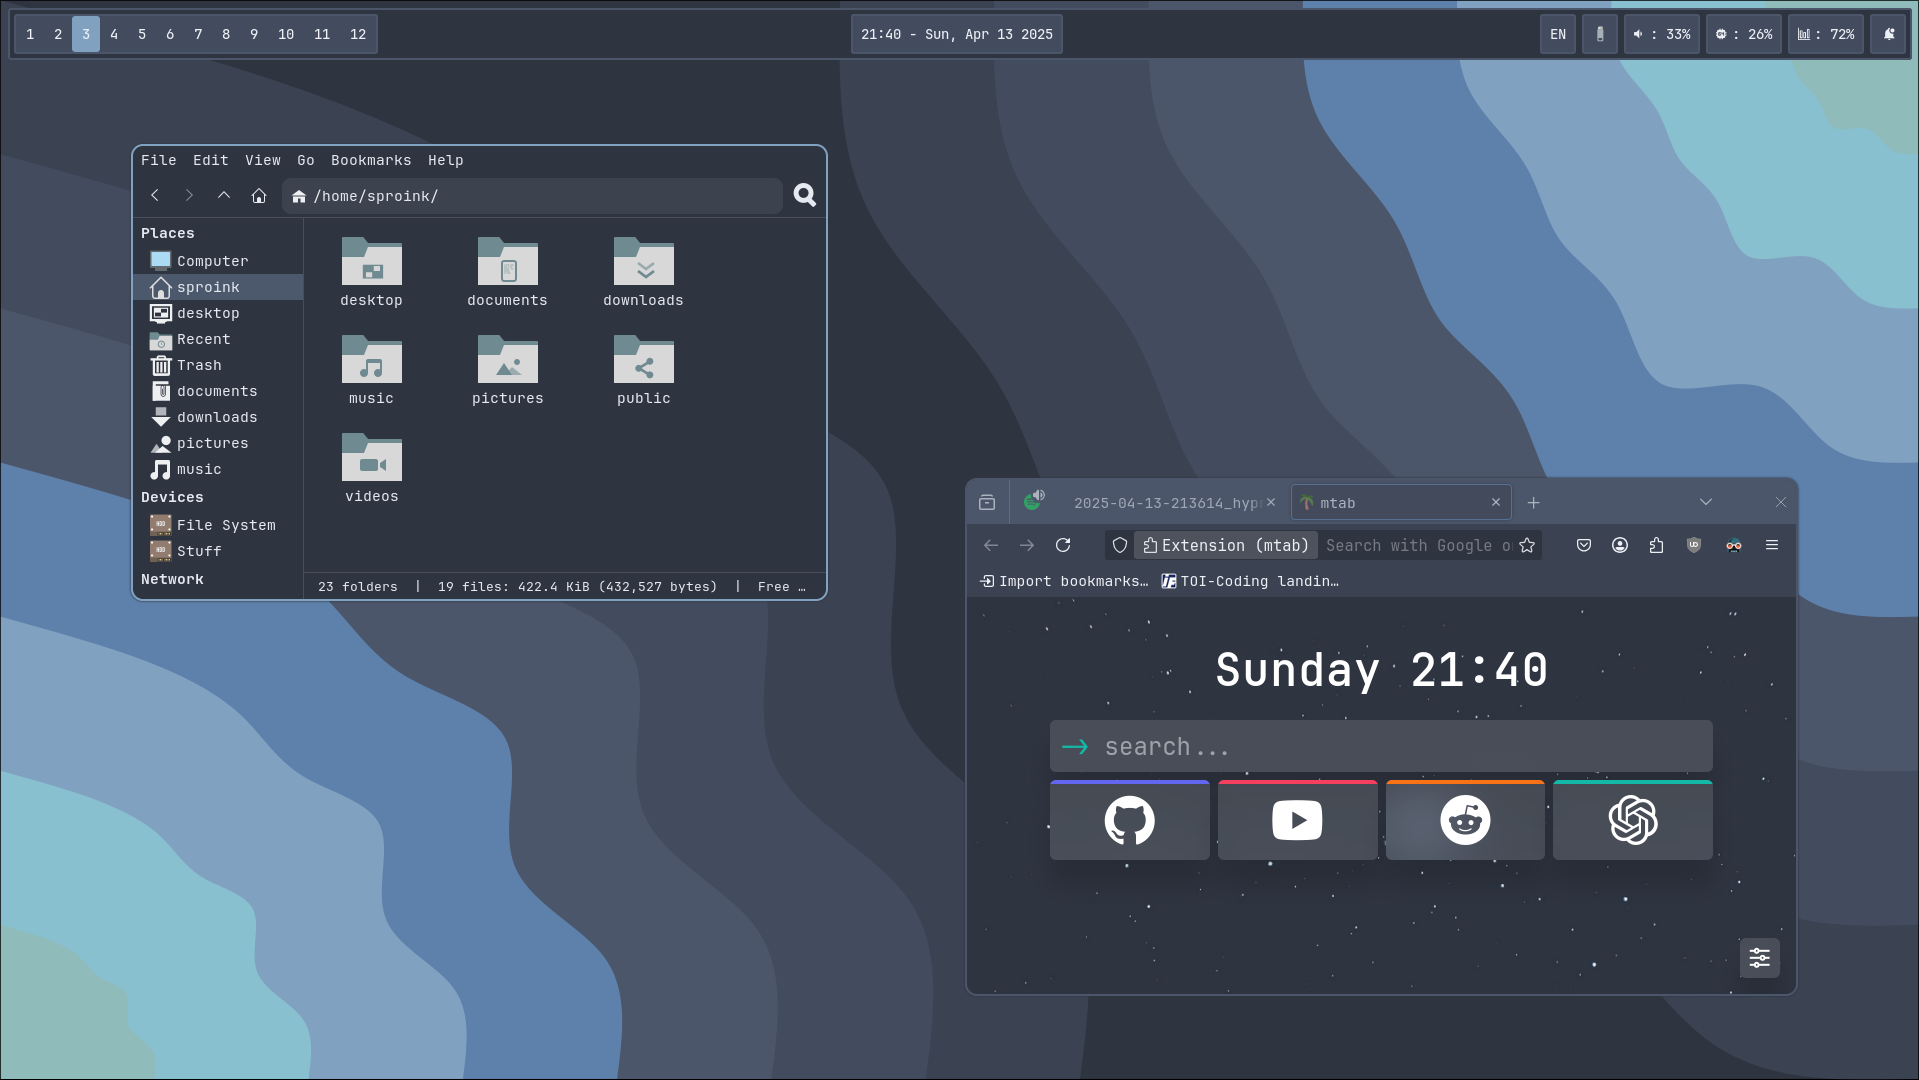 1 2 3 4 5 6 7 8 9 10 11 12
21:40 - Sun, Apr 13 2025
EN : 33% : 26% : 72%
File Edit View Go Bookmarks Help
/home/sproink/
Places
Computer
sproink
desktop
Recent
Trash
documents
downloads
pictures
music
Devices
File System
Stuff
Network
desktop documents downloads
music pictures public
videos
23 folders | 19 files: 422.4 KiB (432,527 bytes) | Free …
2025-04-13-213614_hyp
mtab
Extension (mtab) Search with Google o
Import bookmarks… TOI-Coding landin…
Sunday 21:40
search...